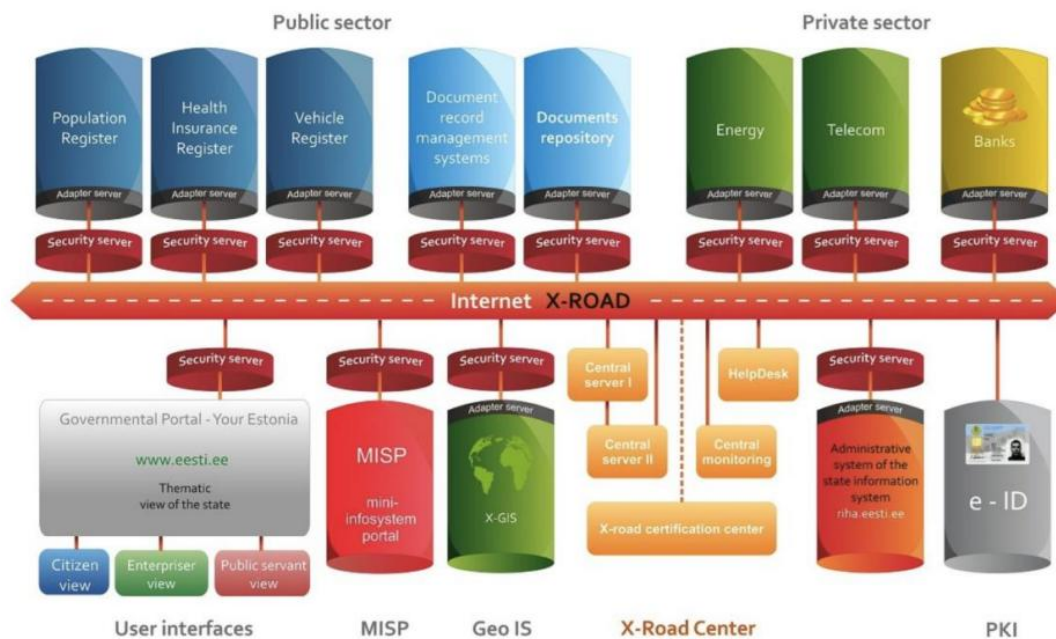 Public sector
Private sector
Population
Register
Health
Insurance
Register
Vehicle
Register
Document
record
management
systems
Documents
repository
Energy
Telecom
Banks
Adapter server
Adapter server
Adapter server
Adapter server
Adapter server
Adapter server
Adapter server
Adapter server
Security server
Security server
Security server
Security server
Security server
Security server
Security server
Security server
Internet X-ROAD
Security server
Security server
Security server
Security server
Governmental Portal - Your Estonia
www.eesti.ee
Thematic
view of the state
Citizen
view
Enterpriser
view
Public servant
view
MISP
mini-
infosystem
portal
Adapter server
X-GIS
Central
server I
Central
server II
HelpDesk
Central
monitoring
X-road certification center
Adapter server
Administrative
system of the
state information
system
riha.eesti.ee
e - ID
User interfaces
MISP
Geo IS
X-Road Center
PKI